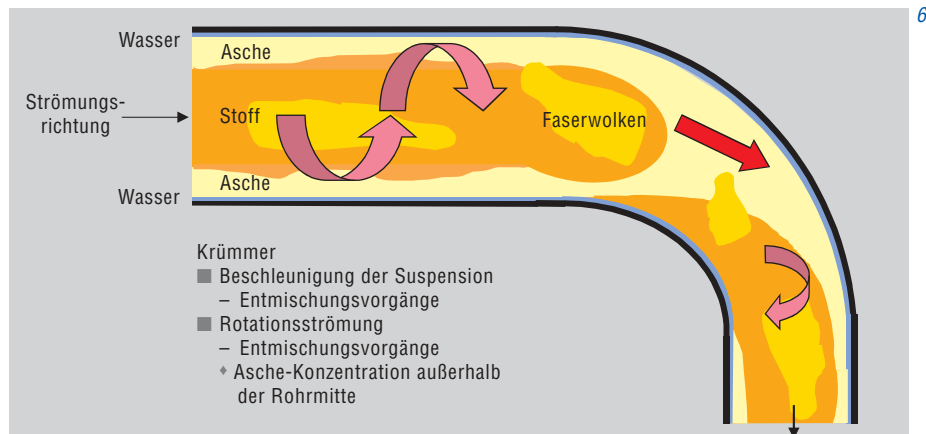 6
Wasser
Asche
Strömungs-
richtung
Stoff
Faserwolken
Asche
Wasser
Krümmer
■ Beschleunigung der Suspension
– Entmischungsvorgänge
■ Rotationsströmung
– Entmischungsvorgänge
♦ Asche-Konzentration außerhalb
der Rohrmitte